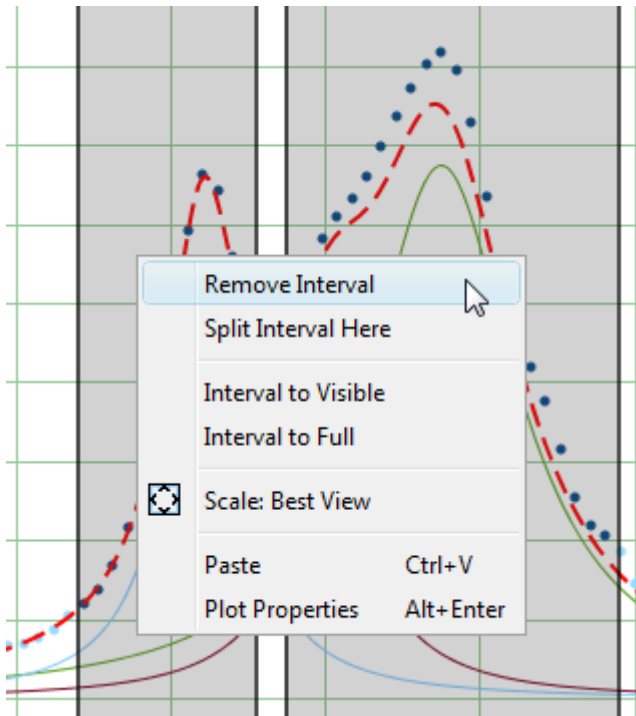 Remove Interval
Split Interval Here
Interval to Visible
Interval to Full
Scale: Best View
Paste Ctrl+V
Plot Properties Alt+Enter